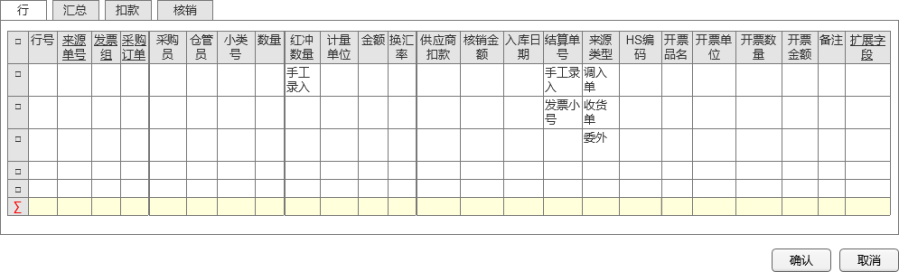 行 汇总 扣款 核销
□ 行号 来源单号 发票组 采购订单 采购员 仓管员 小类号 数量 红冲数量 计量单位 金额 换汇率 供应商扣款 核销金额 入库日期 结算单号 来源类型 HS编码 开票品名 开票单位 开票数量 开票金额 备注 扩展字段
□ 手工录入 手工录入 调入单
□ 发票小号 收货单
□ 委外
□
□
∑
确认 取消